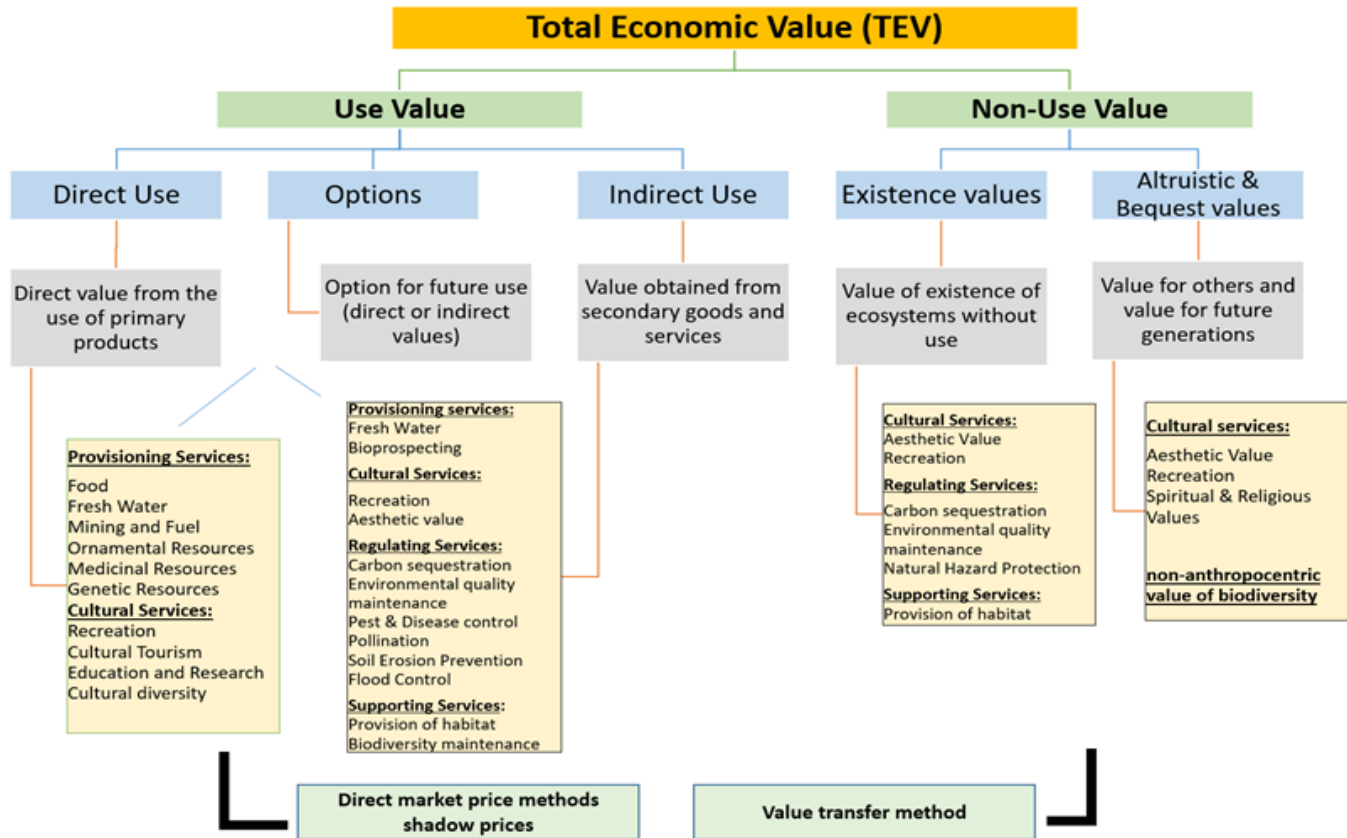 Total Economic Value (TEV)
Use Value
Non-Use Value
Direct Use
Options
Indirect Use
Existence values
Altruistic &
Bequest values
Direct value from the
use of primary
products
Option for future use
(direct or indirect
values)
Value obtained from
secondary goods and
services
Value of existence of
ecosystems without
use
Value for others and
value for future
generations
Provisioning Services:
Food
Fresh Water
Mining and Fuel
Ornamental Resources
Medicinal Resources
Genetic Resources
Cultural Services:
Recreation
Cultural Tourism
Education and Research
Cultural diversity
Provisioning services:
Fresh Water
Bioprospecting
Cultural Services:
Recreation
Aesthetic value
Regulating Services:
Carbon sequestration
Environmental quality
maintenance
Pest & Disease control
Pollination
Soil Erosion Prevention
Flood Control
Supporting Services:
Provision of habitat
Biodiversity maintenance
Cultural Services:
Aesthetic Value
Recreation
Regulating Services:
Carbon sequestration
Environmental quality
maintenance
Natural Hazard Protection
Supporting Services:
Provision of habitat
Cultural services:
Aesthetic Value
Recreation
Spiritual & Religious
Values
non-anthropocentric
value of biodiversity
Direct market price methods
shadow prices
Value transfer method